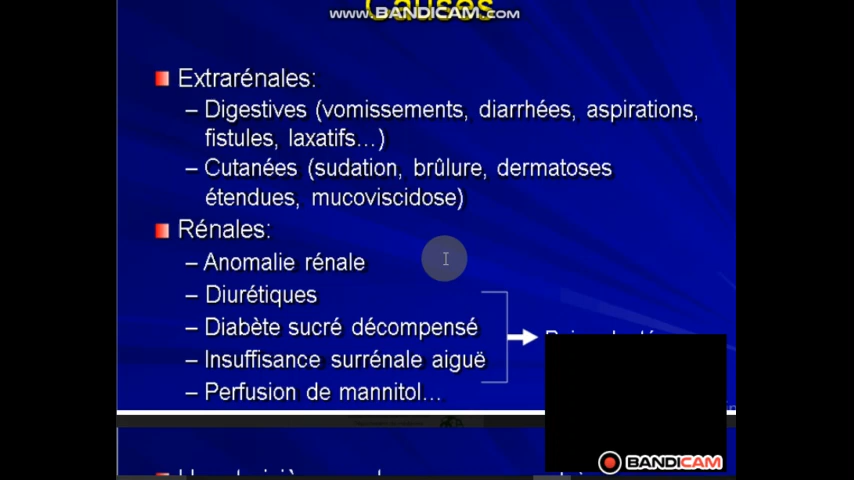 Causes
www.BANDICAM.com
Extrarénales:
– Digestives (vomissements, diarrhées, aspirations,
fistules, laxatifs...)
– Cutanées (sudation, brûlure, dermatoses
étendues, mucoviscidose)
Rénales:
– Anomalie rénale
– Diurétiques
– Diabète sucré décompensé
– Insuffisance surrénale aiguë
– Perfusion de mannitol...
BANDICAM